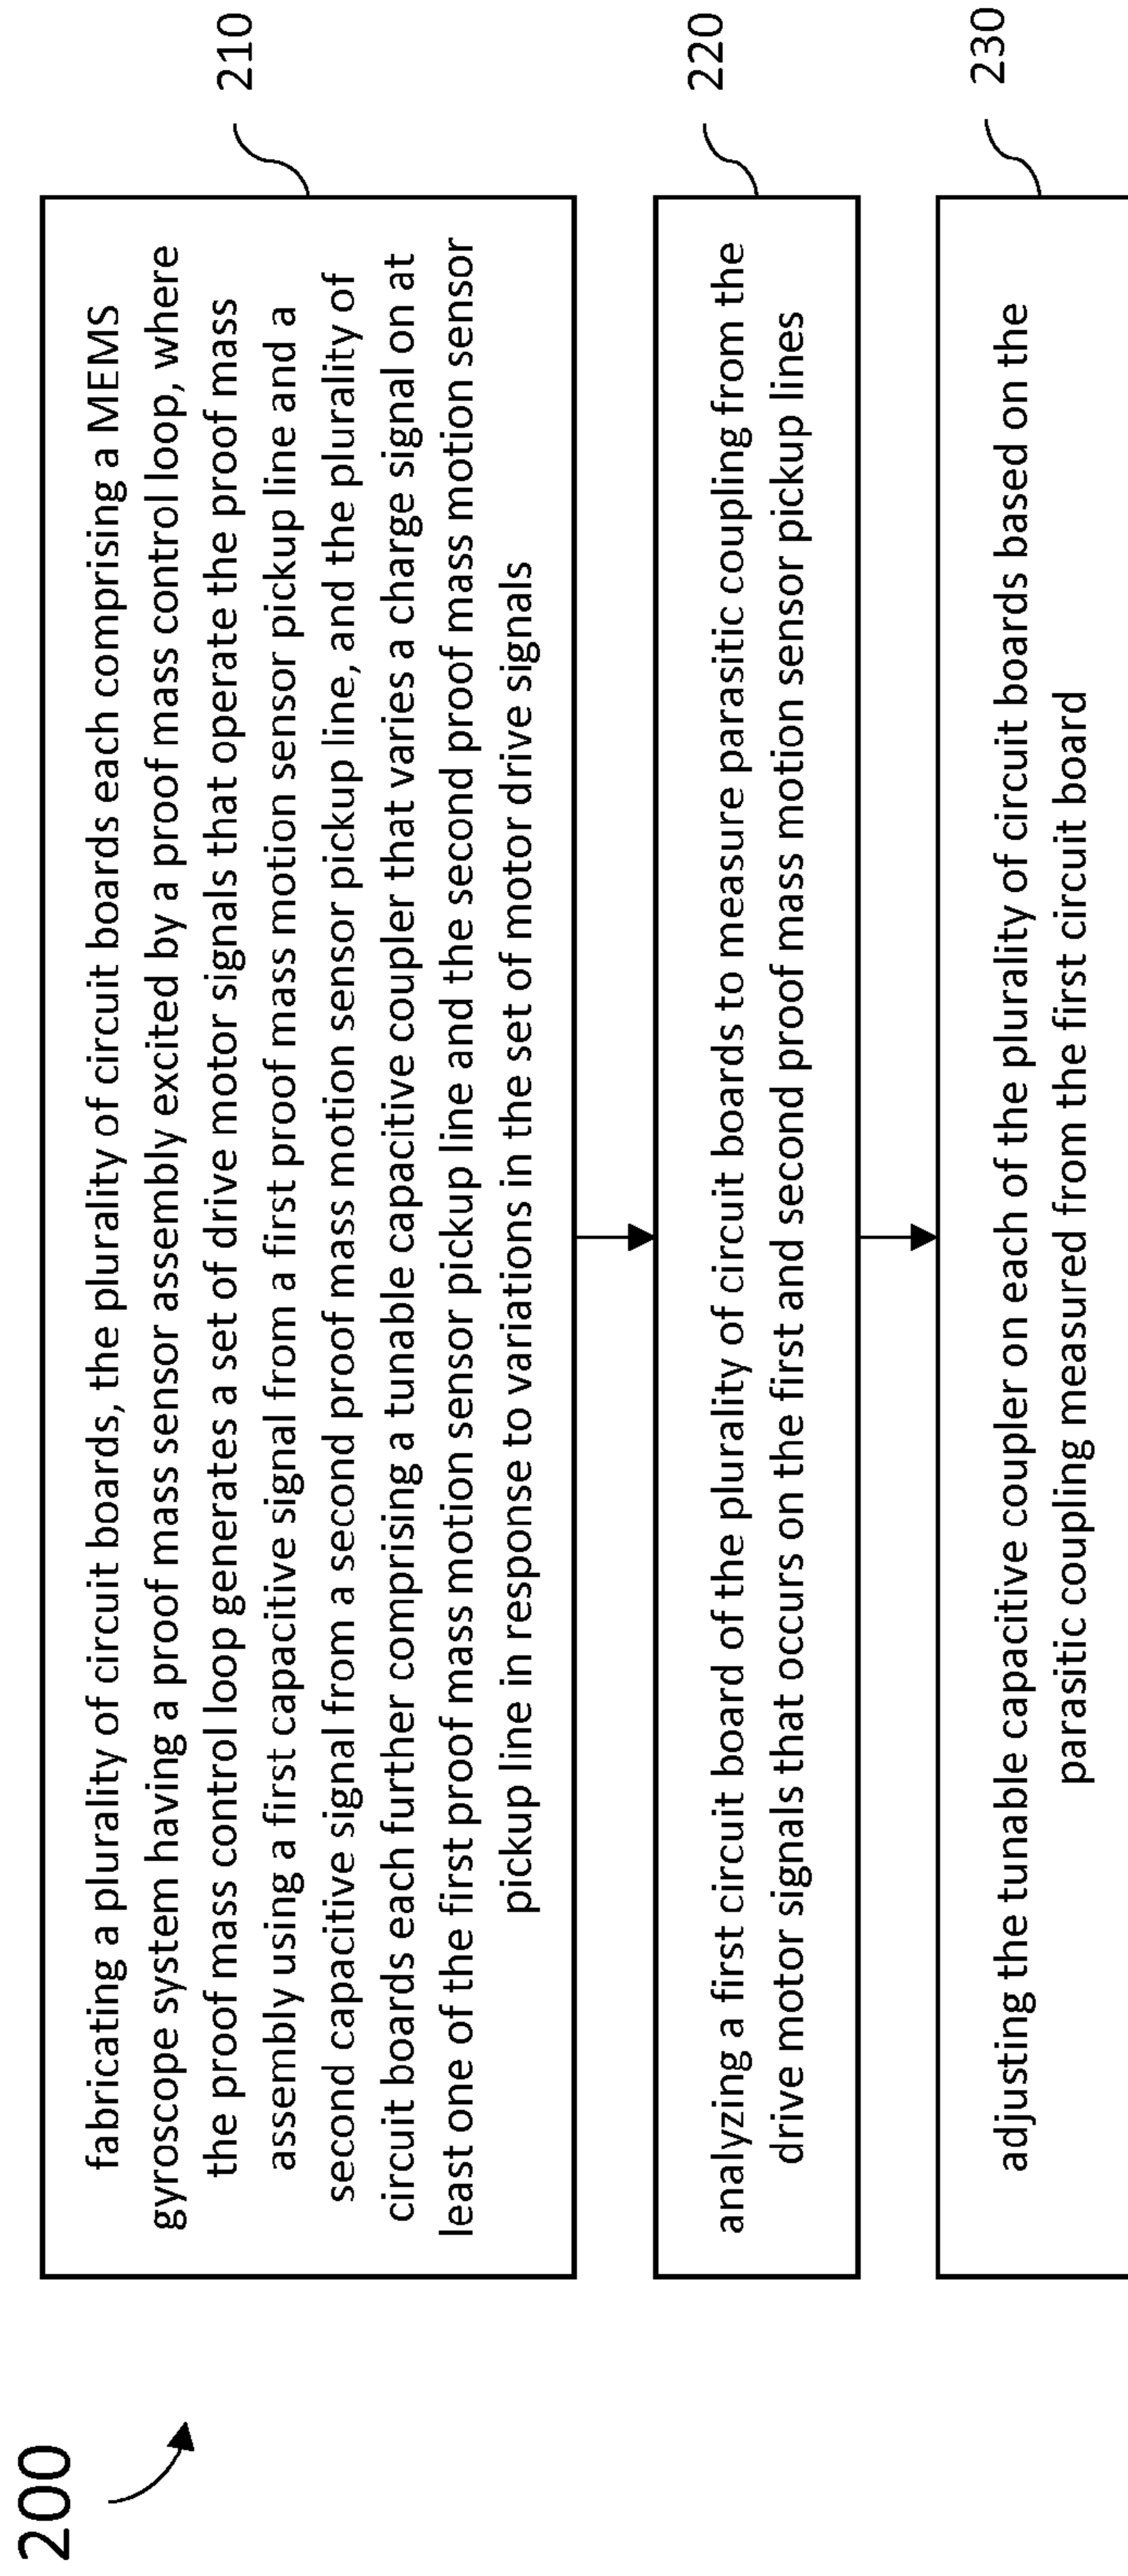 200
fabricating a plurality of circuit boards, the plurality of circuit boards each comprising a MEMS
gyroscope system having a proof mass sensor assembly excited by a proof mass control loop, where
the proof mass control loop generates a set of drive motor signals that operate the proof mass
assembly using a first capacitive signal from a first proof mass motion sensor pickup line and a
second capacitive signal from a second proof mass motion sensor pickup line, and the plurality of
circuit boards each further comprising a tunable capacitive coupler that varies a charge signal on at
least one of the first proof mass motion sensor pickup line and the second proof mass motion sensor
pickup line in response to variations in the set of motor drive signals
210
analyzing a first circuit board of the plurality of circuit boards to measure parasitic coupling from the
drive motor signals that occurs on the first and second proof mass motion sensor pickup lines
220
adjusting the tunable capacitive coupler on each of the plurality of circuit boards based on the
parasitic coupling measured from the first circuit board
230